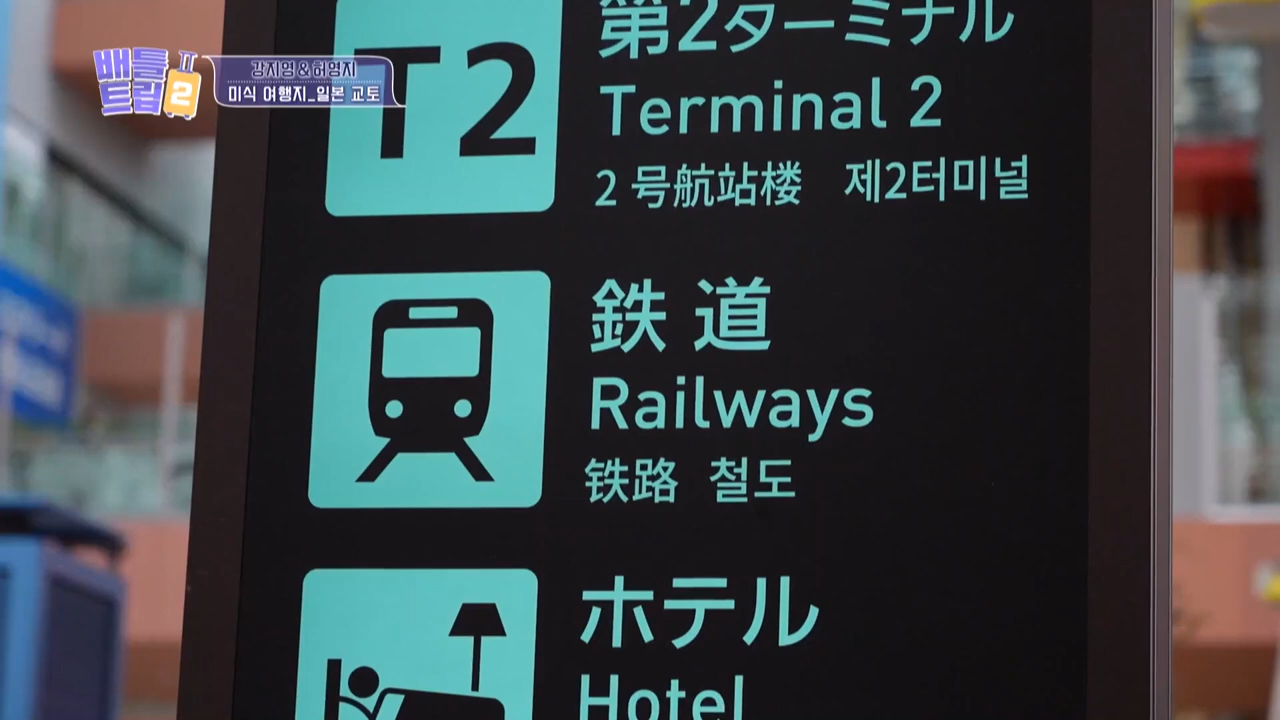 배틀
트립 2
강지영&허영지
미식 여행지_일본 교토
T2
第2ターミナル
Terminal 2
2 号航站楼 제2터미널
鉄道
Railways
铁路 철도
ホテル
Hotel